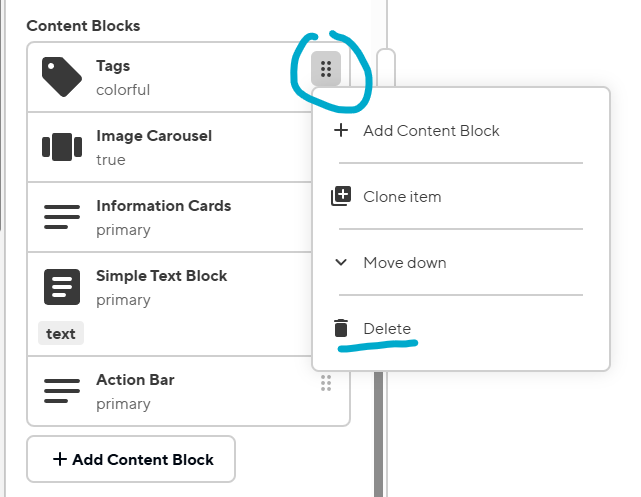 Content Blocks
Tags
colorful
Image Carousel
true
Information Cards
primary
Simple Text Block
primary
text
Action Bar
primary
+ Add Content Block
Add Content Block
Clone item
Move down
Delete